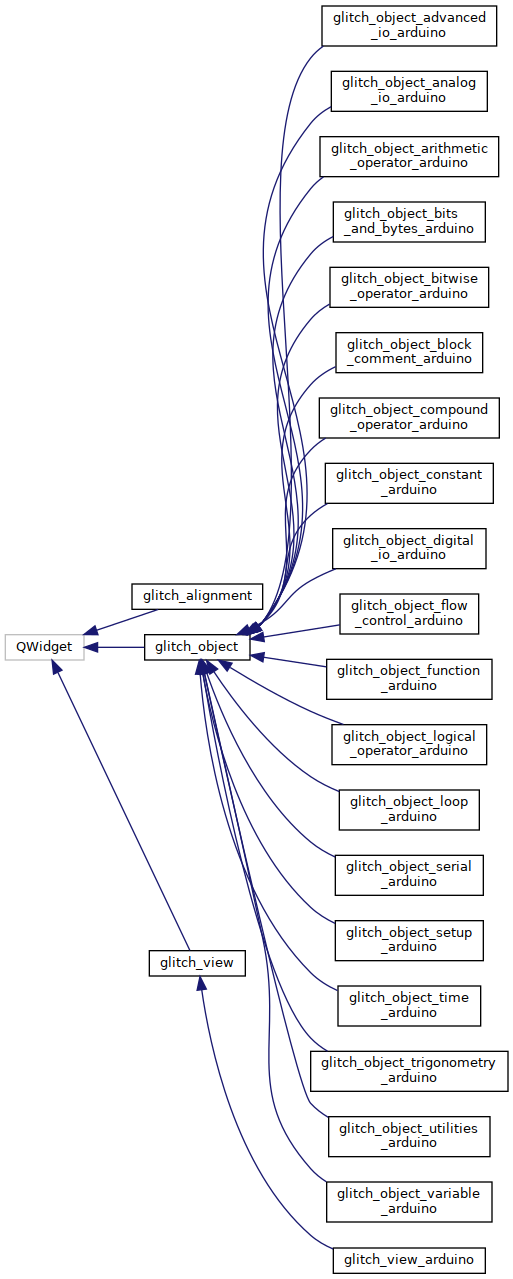 glitch_object_advanced
_io_arduino
glitch_object_analog
_io_arduino
glitch_object_arithmetic
_operator_arduino
glitch_object_bits
_and_bytes_arduino
glitch_object_bitwise
_operator_arduino
glitch_object_block
_comment_arduino
glitch_object_compound
_operator_arduino
glitch_object_constant
_arduino
glitch_object_digital
_io_arduino
glitch_alignment
glitch_object_flow
_control_arduino
QWidget
glitch_object
glitch_object_function
_arduino
glitch_object_logical
_operator_arduino
glitch_object_loop
_arduino
glitch_object_serial
_arduino
glitch_object_setup
_arduino
glitch_view
glitch_object_time
_arduino
glitch_object_trigonometry
_arduino
glitch_object_utilities
_arduino
glitch_object_variable
_arduino
glitch_view_arduino